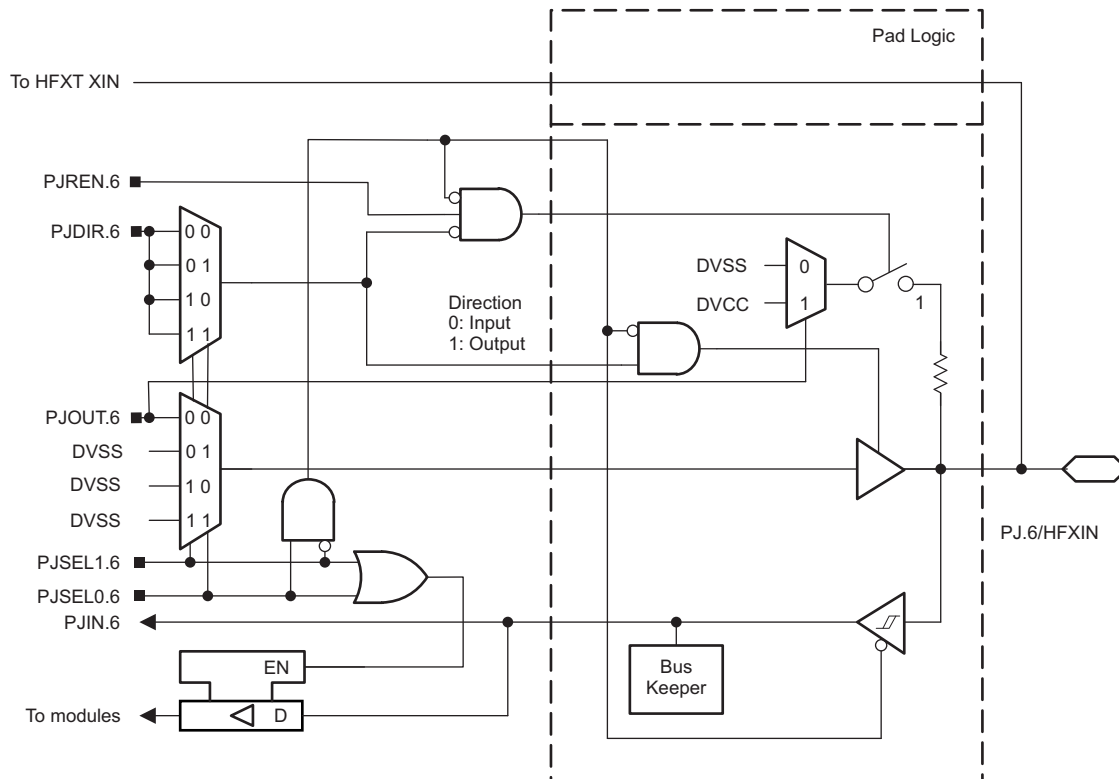 Pad Logic
To HFXT XIN
PJREN.6
PJDIR.6
0 0
0 1
1 0
1 1
DVSS
0
DVCC
1
1
Direction
0: Input
1: Output
PJOUT.6
0 0
DVSS
0 1
DVSS
1 0
DVSS
1 1
PJ.6/HFXIN
PJSEL1.6
PJSEL0.6
PJIN.6
EN
Bus
Keeper
To modules
D